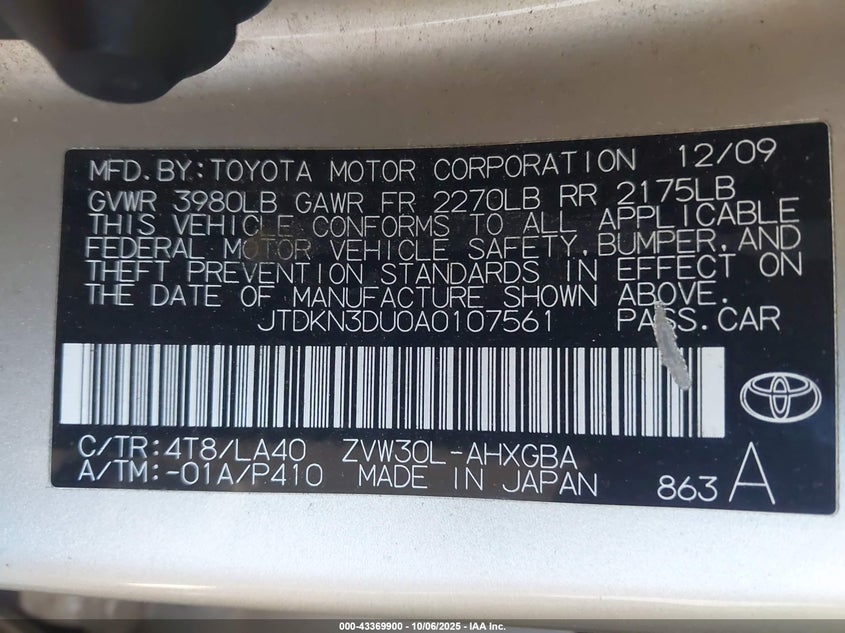 MFD.BY:TOYOTA MOTOR CORPORATION 12/09
GVWR 3980LB GAWR FR 2270LB RR 2175LB
THIS VEHICLE CONFORMS TO ALL APPLICABLE
FEDERAL MOTOR VEHICLE SAFETY,BUMPER,AND
THEFT PREVENTION STANDARDS IN EFFECT ON
THE DATE OF MANUFACTURE SHOWN ABOVE.
JTDKN3DU0A0107561 PASS.CAR
C/TR:4T8/LA40 ZVW30L-AHXGBA
A/TM:-01A/P410 MADE IN JAPAN 863 A
000-43369900 - 10/06/2025 - IAA Inc.